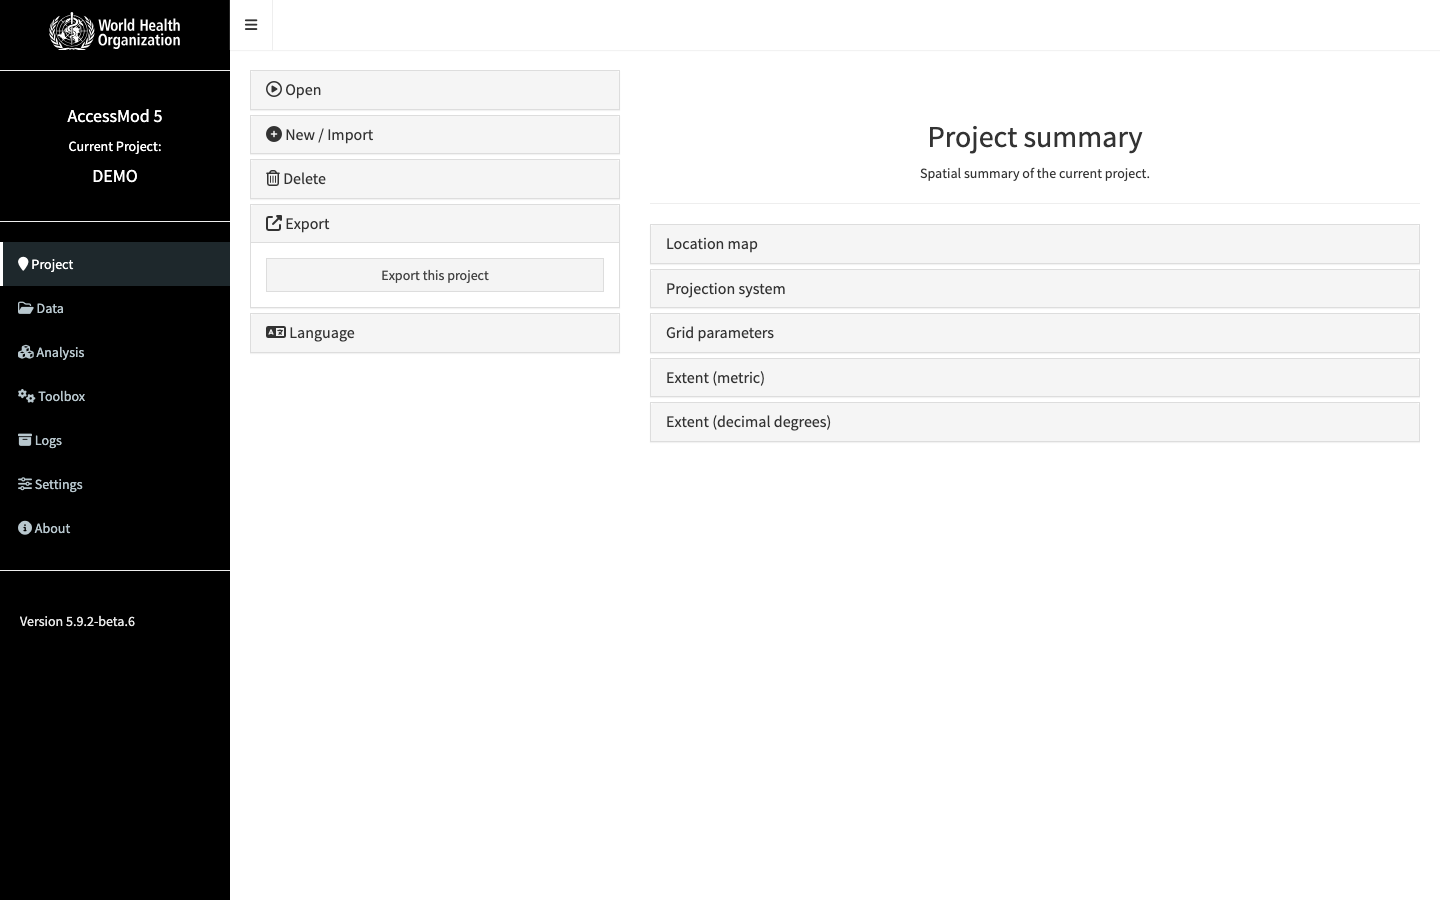 World Health
Organization
AccessMod 5
Current Project:
DEMO
Project
Data
Analysis
Toolbox
Logs
Settings
About
Version 5.9.2-beta.6
Open
New / Import
Delete
Export
Export this project
Language
Project summary
Spatial summary of the current project.
Location map
Projection system
Grid parameters
Extent (metric)
Extent (decimal degrees)